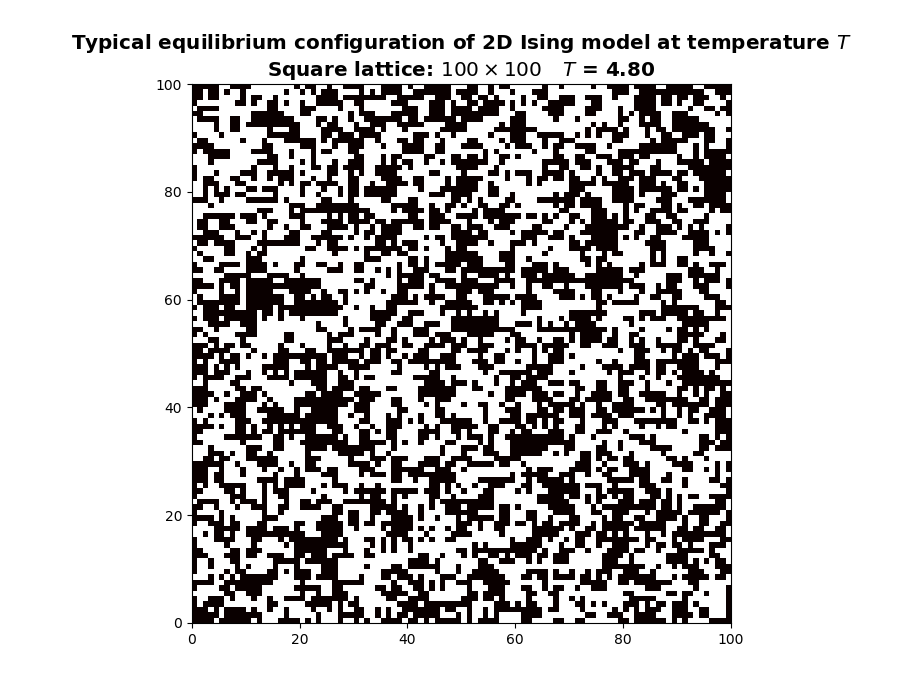 Typical equilibrium configuration of 2D Ising model at temperature T
Square lattice: 100 × 100 T = 4.80
100
80
60
40
20
0
0 20 40 60 80 100